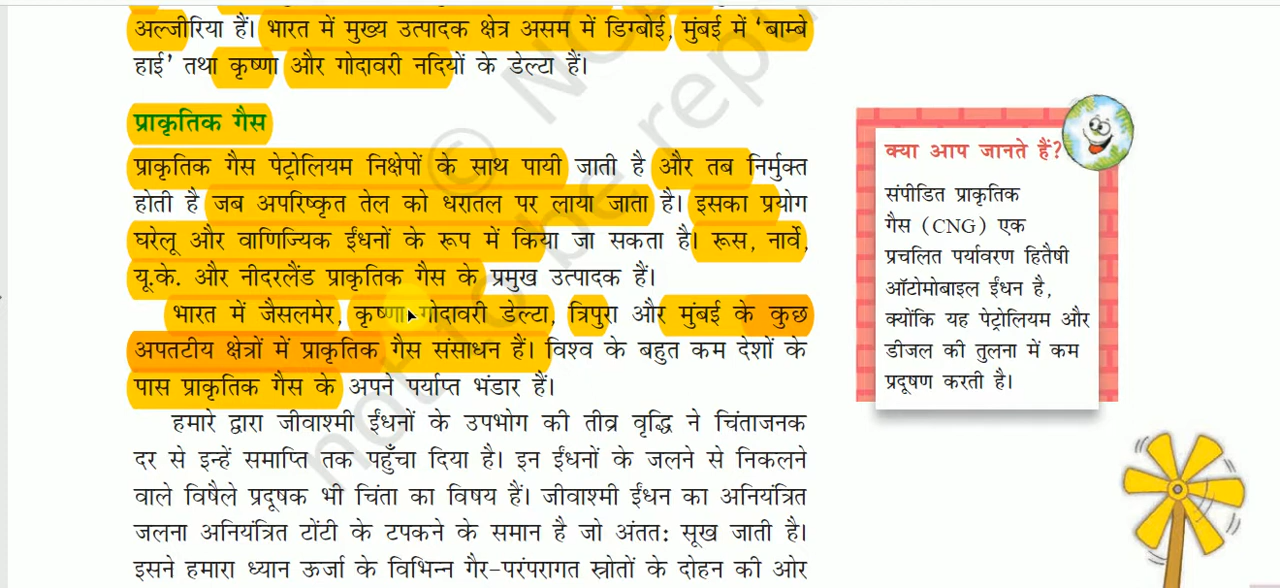 अल्जीरिया हैं। भारत में मुख्य उत्पादक क्षेत्र असम में डिग्बोई, मुंबई में 'बाम्बे
हाई' तथा कृष्णा और गोदावरी नदियों के डेल्टा हैं।
प्राकृतिक गैस
प्राकृतिक गैस पेट्रोलियम निक्षेपों के साथ पायी जाती है और तब निर्मुक्त
होती है जब अपरिष्कृत तेल को धरातल पर लाया जाता है। इसका प्रयोग
घरेलू और वाणिज्यिक ईंधनों के रूप में किया जा सकता है। रूस, नार्वे,
यू.के. और नीदरलैंड प्राकृतिक गैस के प्रमुख उत्पादक हैं।
भारत में जैसलमेर, कृष्णा गोदावरी डेल्टा, त्रिपुरा और मुंबई के कुछ
अपतटीय क्षेत्रों में प्राकृतिक गैस संसाधन हैं। विश्व के बहुत कम देशों के
पास प्राकृतिक गैस के अपने पर्याप्त भंडार हैं।
हमारे द्वारा जीवाश्मी ईंधनों के उपभोग की तीव्र वृद्धि ने चिंताजनक
दर से इन्हें समाप्ति तक पहुँचा दिया है। इन ईंधनों के जलने से निकलने
वाले विषैले प्रदूषक भी चिंता का विषय हैं। जीवाश्मी ईंधन का अनियंत्रित
जलना अनियंत्रित टोंटी के टपकने के समान है जो अंतत: सूख जाती है।
इसने हमारा ध्यान ऊर्जा के विभिन्न गैर-परंपरागत स्रोतों के दोहन की ओर
क्या आप जानते हैं?
संपीडित प्राकृतिक
गैस (CNG) एक
प्रचलित पर्यावरण हितैषी
ऑटोमोबाइल ईंधन है,
क्योंकि यह पेट्रोलियम और
डीजल की तुलना में कम
प्रदूषण करती है।
not to be repu